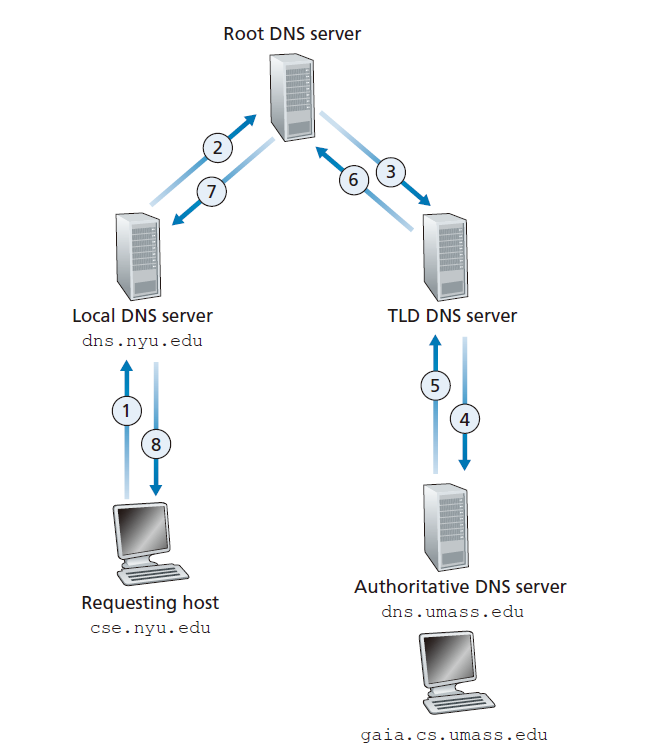 Root DNS server
2
3
6
7
Local DNS server
dns.nyu.edu
TLD DNS server
1
5
4
8
Requesting host
cse.nyu.edu
Authoritative DNS server
dns.umass.edu
gaia.cs.umass.edu